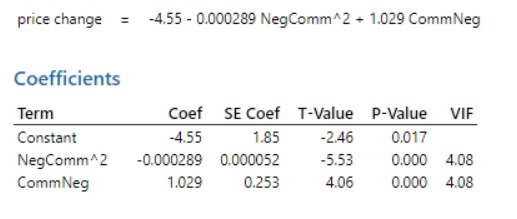 price change = -4.55 - 0.000289 NegComm^2 + 1.029 CommNeg
Coefficients
Term Coef SE Coef T-Value P-Value VIF
Constant -4.55 1.85 -2.46 0.017
NegComm^2 -0.000289 0.000052 -5.53 0.000 4.08
CommNeg 1.029 0.253 4.06 0.000 4.08